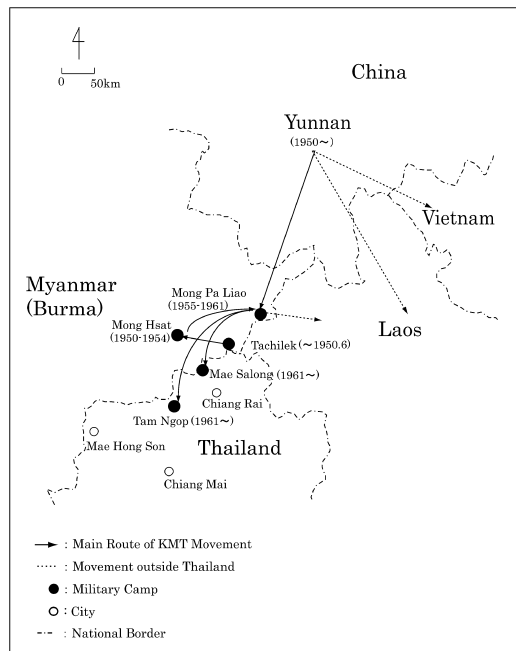 0 50km
China
Yunnan
(1950～)
Vietnam
Myanmar
(Burma)
Mong Pa Liao
(1955-1961)
Mong Hsat
(1950-1954)
Laos
Tachilek (～1950.6)
Mae Salong (1961～)
Chiang Rai
Tam Ngop (1961～)
Mae Hong Son
Thailand
Chiang Mai
: Main Route of KMT Movement
: Movement outside Thailand
: Military Camp
: City
: National Border